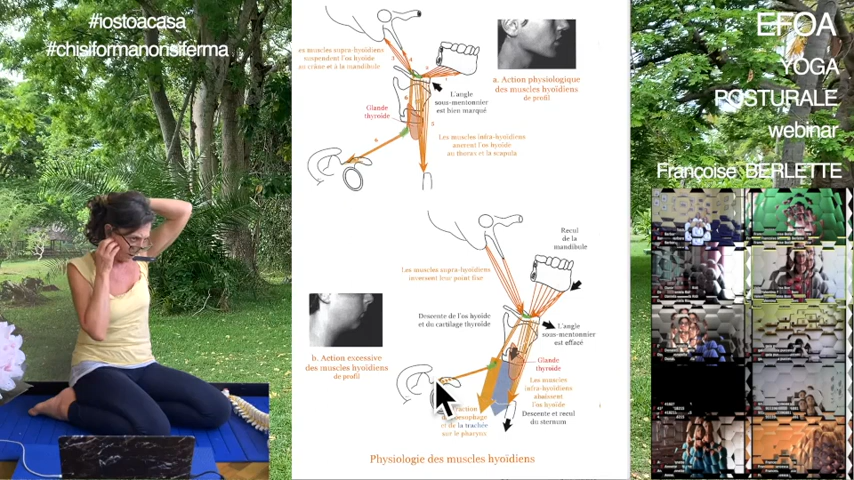 #iostoacasa
#chisiformanonsiferma
es muscles supra-hyoïdiens
suspendent l'os hyoïde
au crâne et à la mandibule
Glande
thyroïde
L'angle
sous-mentonnier
est bien marqué
a. Action physiologique
des muscles hyoïdiens
de profil
Les muscles infra-hyoïdiens
ancrent l'os hyoïde
au thorax et la scapula
Recul
de la
mandibule
Les muscles supra-hyoïdiens
inversent leur point fixe
Descente de l'os hyoïde
et du cartilage thyroïde
L'angle
sous-mentonnier
est effacé
b. Action excessive
des muscles hyoïdiens
de profil
Glande
thyroïde
Les muscles
infra-hyoïdiens
abaissent
l'os hyoïde
et de la trachée
sur le pharynx
Descente et recul
du sternum
Physiologie des muscles hyoïdiens
EFOA
YOGA
POSTURALE
webinar
Françoise BERLETTE